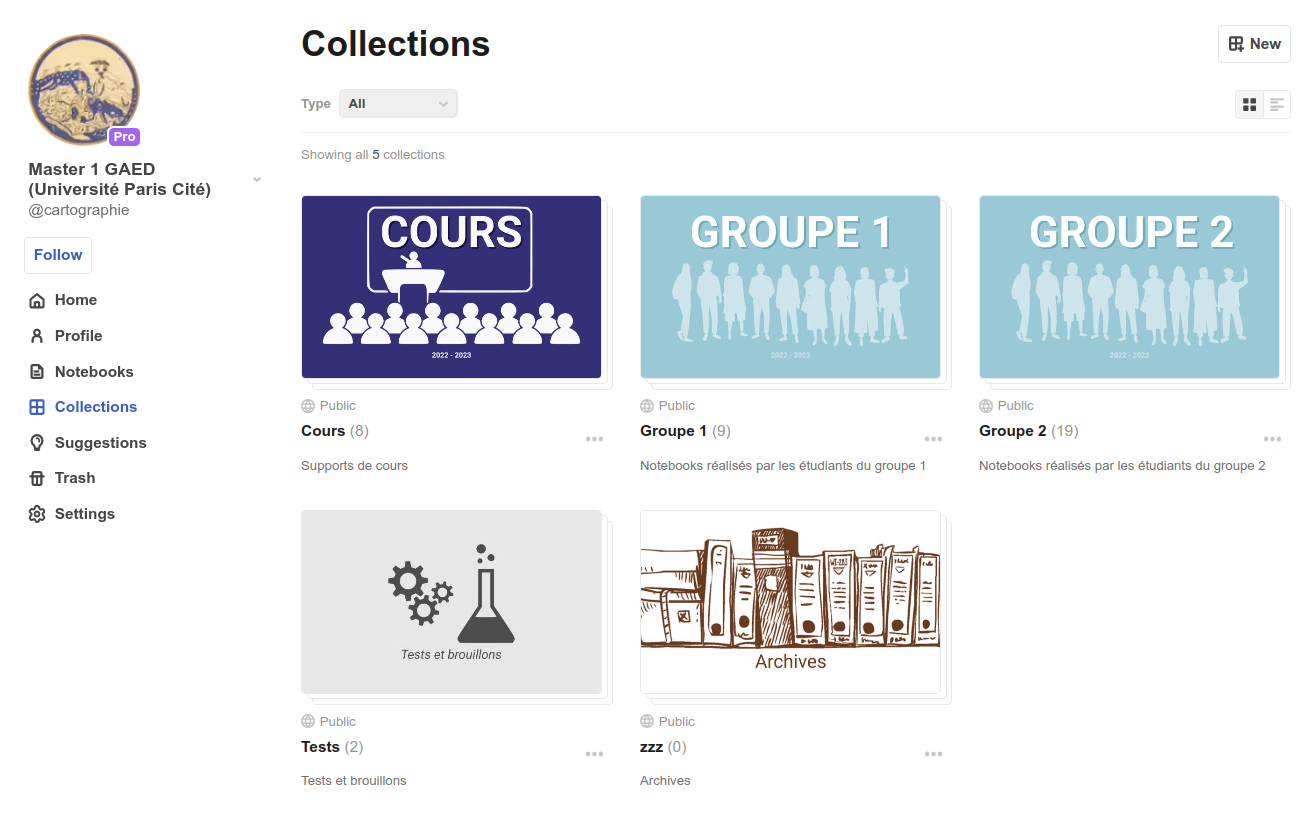 Collections
New
Pro
Type All
Master 1 GAED
(Université Paris Cité)
@cartographie
Showing all 5 collections
Follow
Home
Profile
Notebooks
Collections
Suggestions
Trash
Settings
COURS
2022 - 2023
GROUPE 1
2022 - 2023
GROUPE 2
2022 - 2023
Public
Cours (8)
Supports de cours
Public
Groupe 1 (9)
Notebooks réalisés par les étudiants du groupe 1
Public
Groupe 2 (19)
Notebooks réalisés par les étudiants du groupe 2
Tests et brouillons
Archives
Public
Tests (2)
Tests et brouillons
Public
zzz (0)
Archives